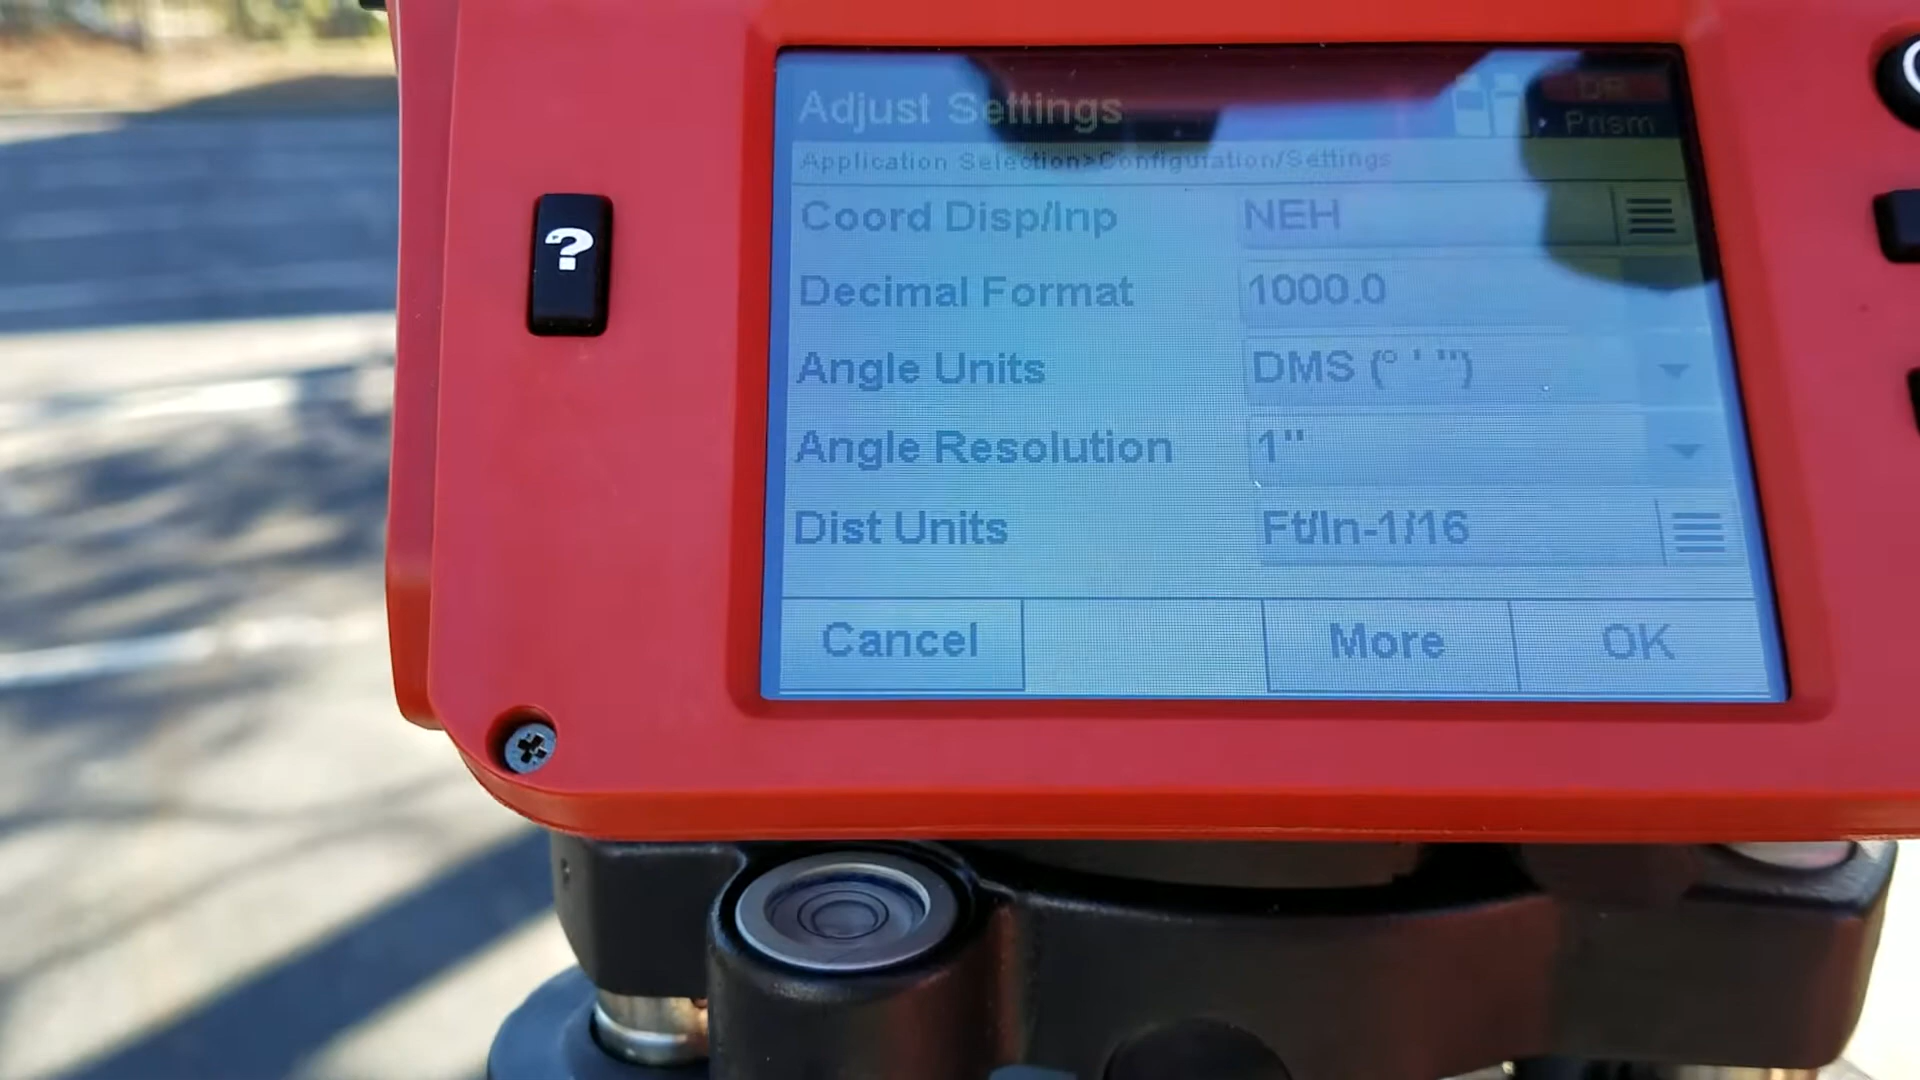 Adjust Settings
DR
Prism
Application Selection>Configuration/Settings
Coord Disp/Inp NEH
Decimal Format 1000.0
Angle Units DMS (° ' ")
Angle Resolution 1"
Dist Units Ft/In-1/16
Cancel More OK
?